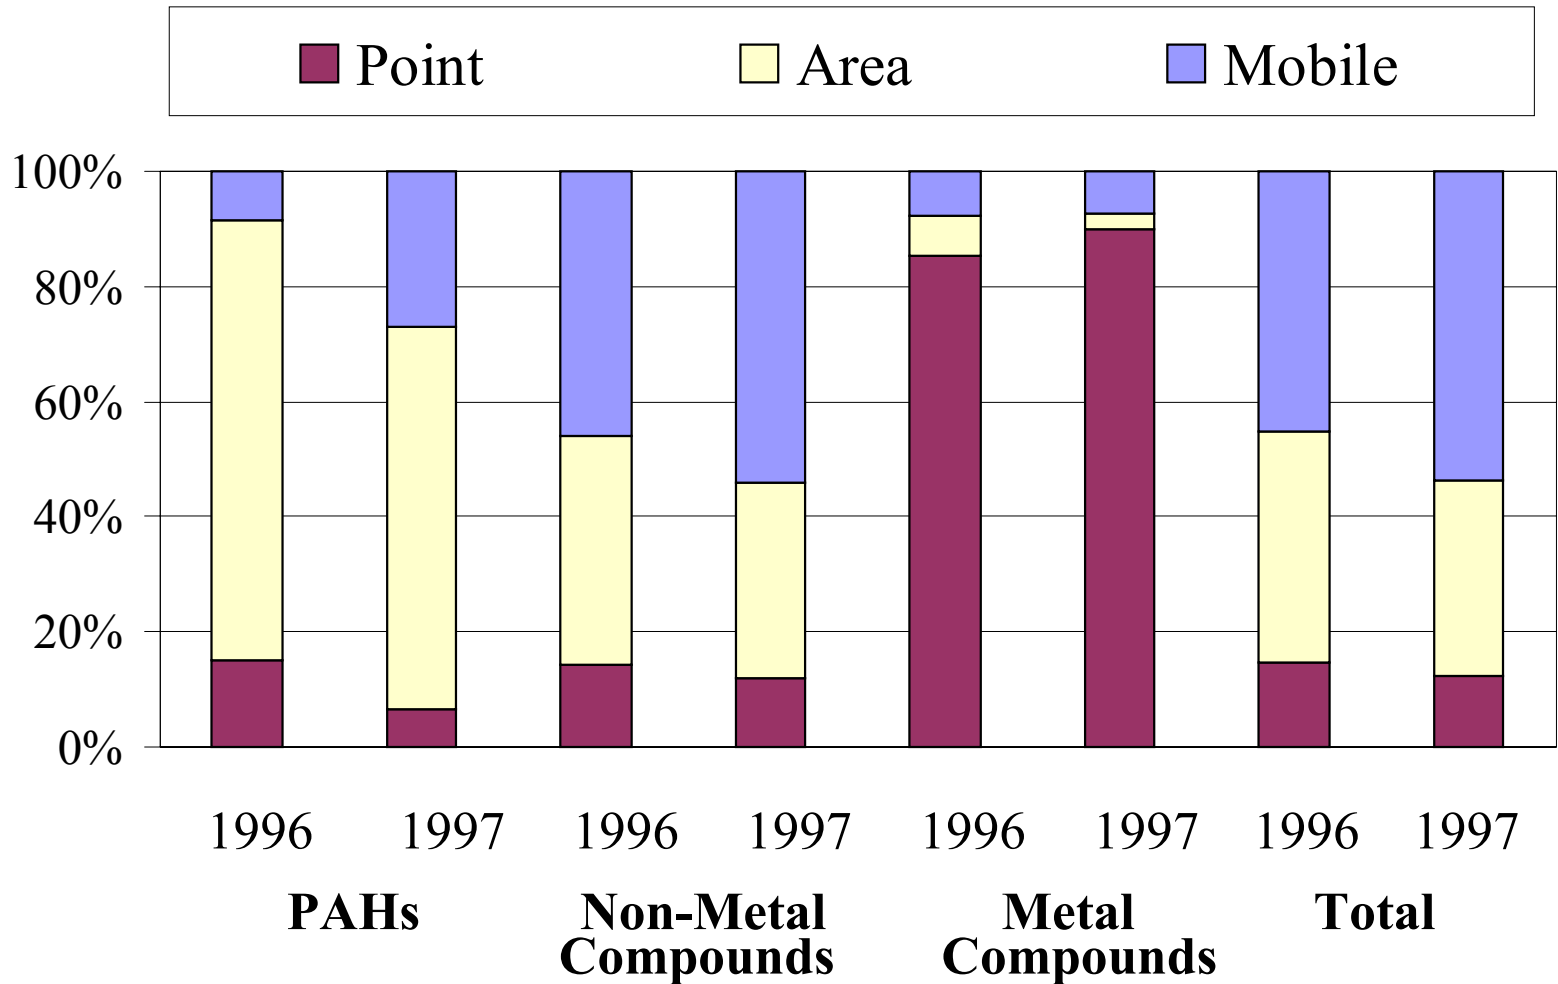 Point Area Mobile
100%
80%
60%
40%
20%
0%
1996 1997 1996 1997 1996 1997 1996 1997
PAHs Non-Metal Metal Total
Compounds Compounds